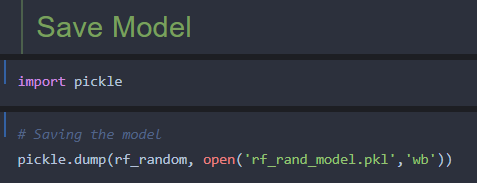 Save Model
import pickle
# Saving the model
pickle.dump(rf_random, open('rf_rand_model.pkl','wb'))